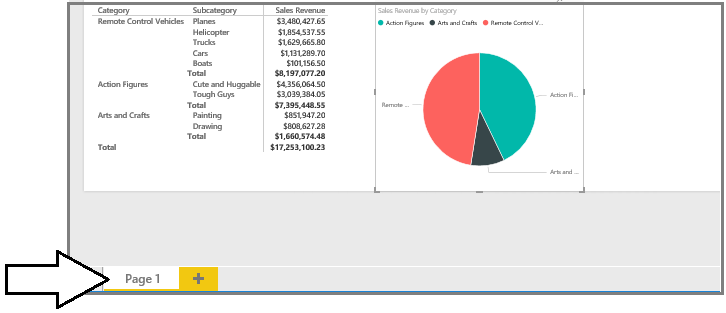 Category Subcategory Sales Revenue
Remote Control Vehicles Planes $3,480,427.65
Helicopter $1,854,537.55
Trucks $1,629,665.80
Cars $1,131,289.70
Boats $101,156.50
Total $8,197,077.20
Action Figures Cute and Huggable $4,356,064.50
Tough Guys $3,039,384.05
Total $7,395,448.55
Arts and Crafts Painting $851,947.20
Drawing $808,627.28
Total $1,660,574.48
Total $17,253,100.23
Sales Revenue by Category
Action Figures Arts and Crafts Remote Control V...
Action Fi...
Remote ...
Arts and ...
Page 1
+